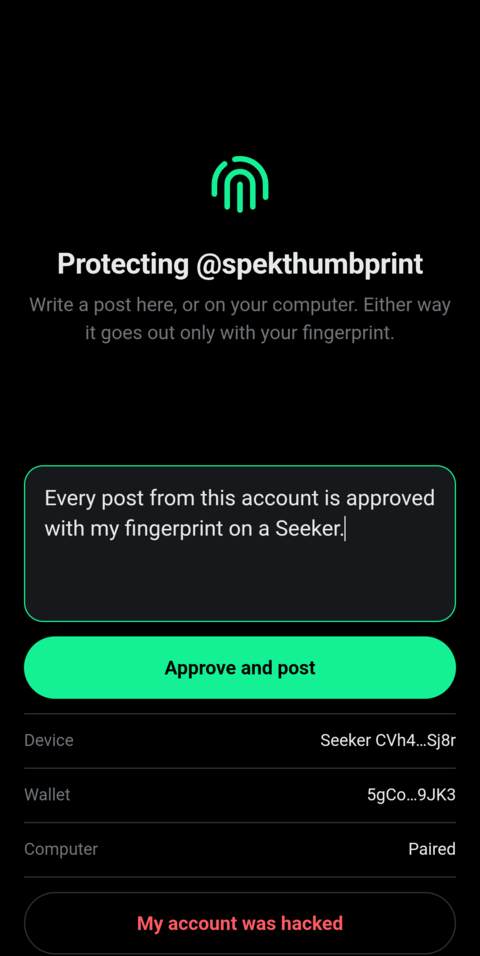 Protecting @spekthumbprint
Write a post here, or on your computer. Either way
it goes out only with your fingerprint.
Every post from this account is approved
with my fingerprint on a Seeker.
Approve and post
Device Seeker CVh4…Sj8r
Wallet 5gCo…9JK3
Computer Paired
My account was hacked